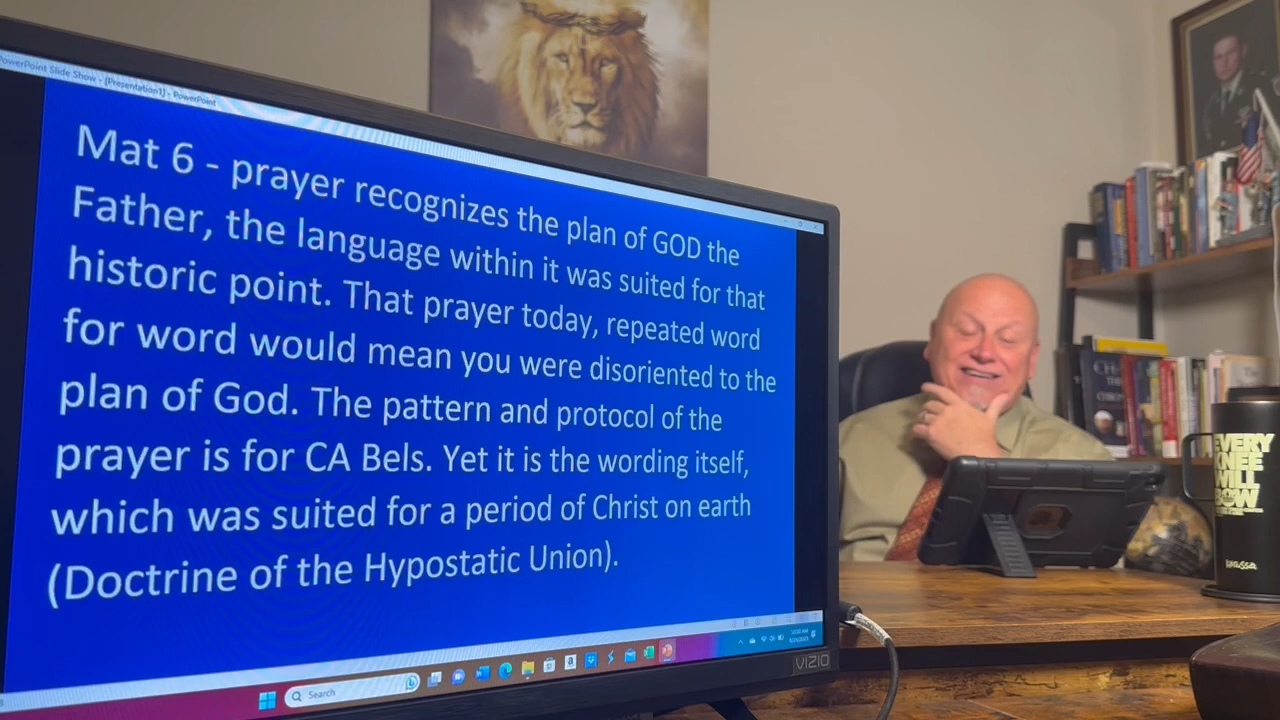 PowerPoint Slide Show - [Presentation1] - PowerPoint
Mat 6 - prayer recognizes the plan of GOD the
Father, the language within it was suited for that
historic point. That prayer today, repeated word
for word would mean you were disoriented to the
plan of God. The pattern and protocol of the
prayer is for CA Bels. Yet it is the wording itself,
which was suited for a period of Christ on earth
(Doctrine of the Hypostatic Union).
Search
VIZIO
EVERY
KNEE
WILL
BOW